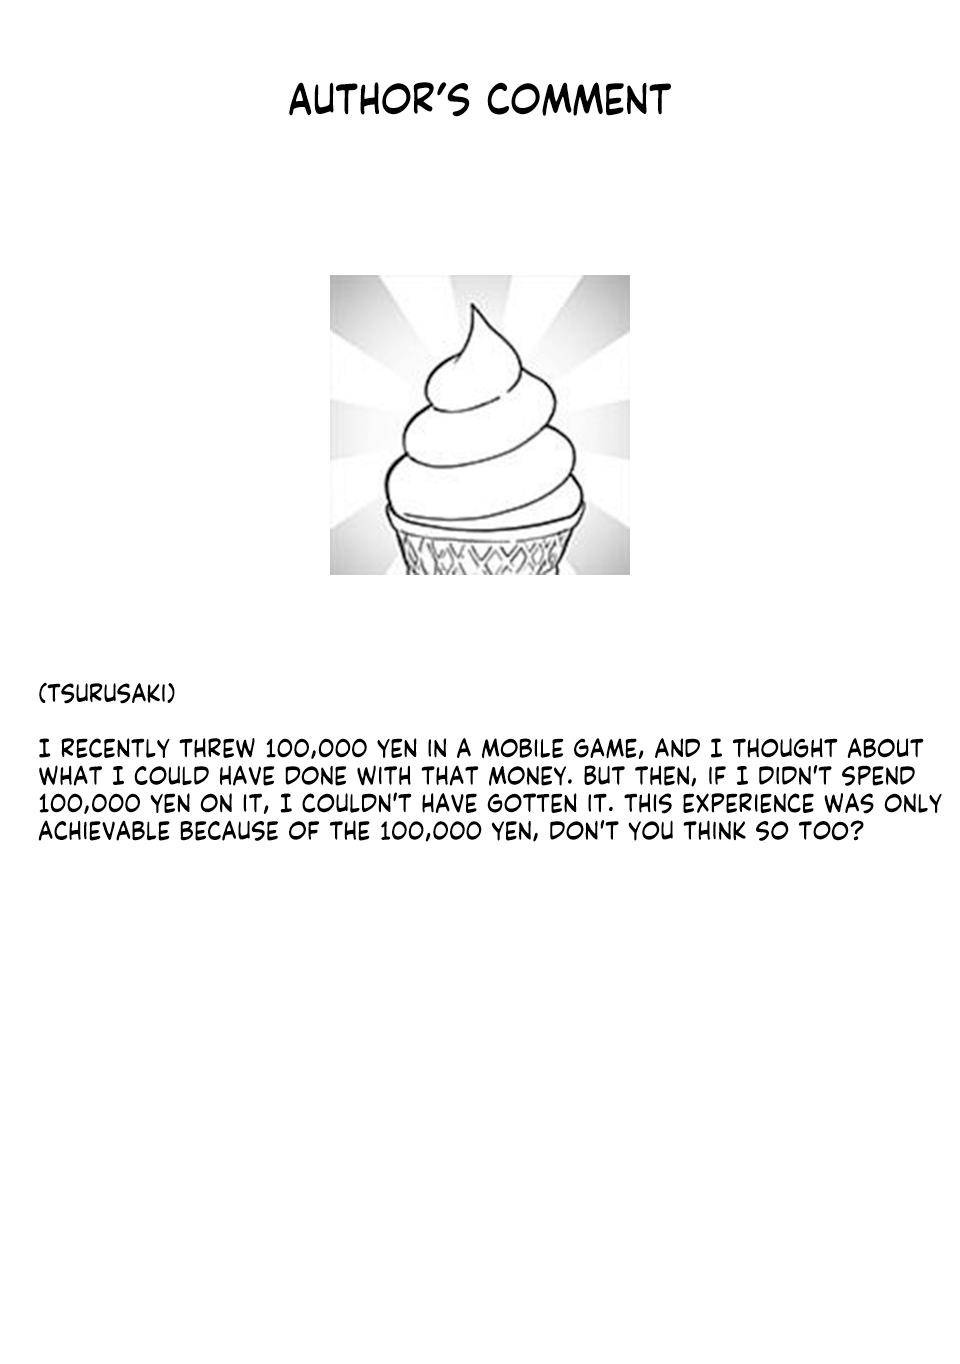 AUTHOR'S COMMENT
(TSURUSAKI)
I RECENTLY THREW 100,000 YEN IN A MOBILE GAME, AND I THOUGHT ABOUT
WHAT I COULD HAVE DONE WITH THAT MONEY. BUT THEN, IF I DIDN'T SPEND
100,000 YEN ON IT, I COULDN'T HAVE GOTTEN IT. THIS EXPERIENCE WAS ONLY
ACHIEVABLE BECAUSE OF THE 100,000 YEN, DON'T YOU THINK SO TOO?